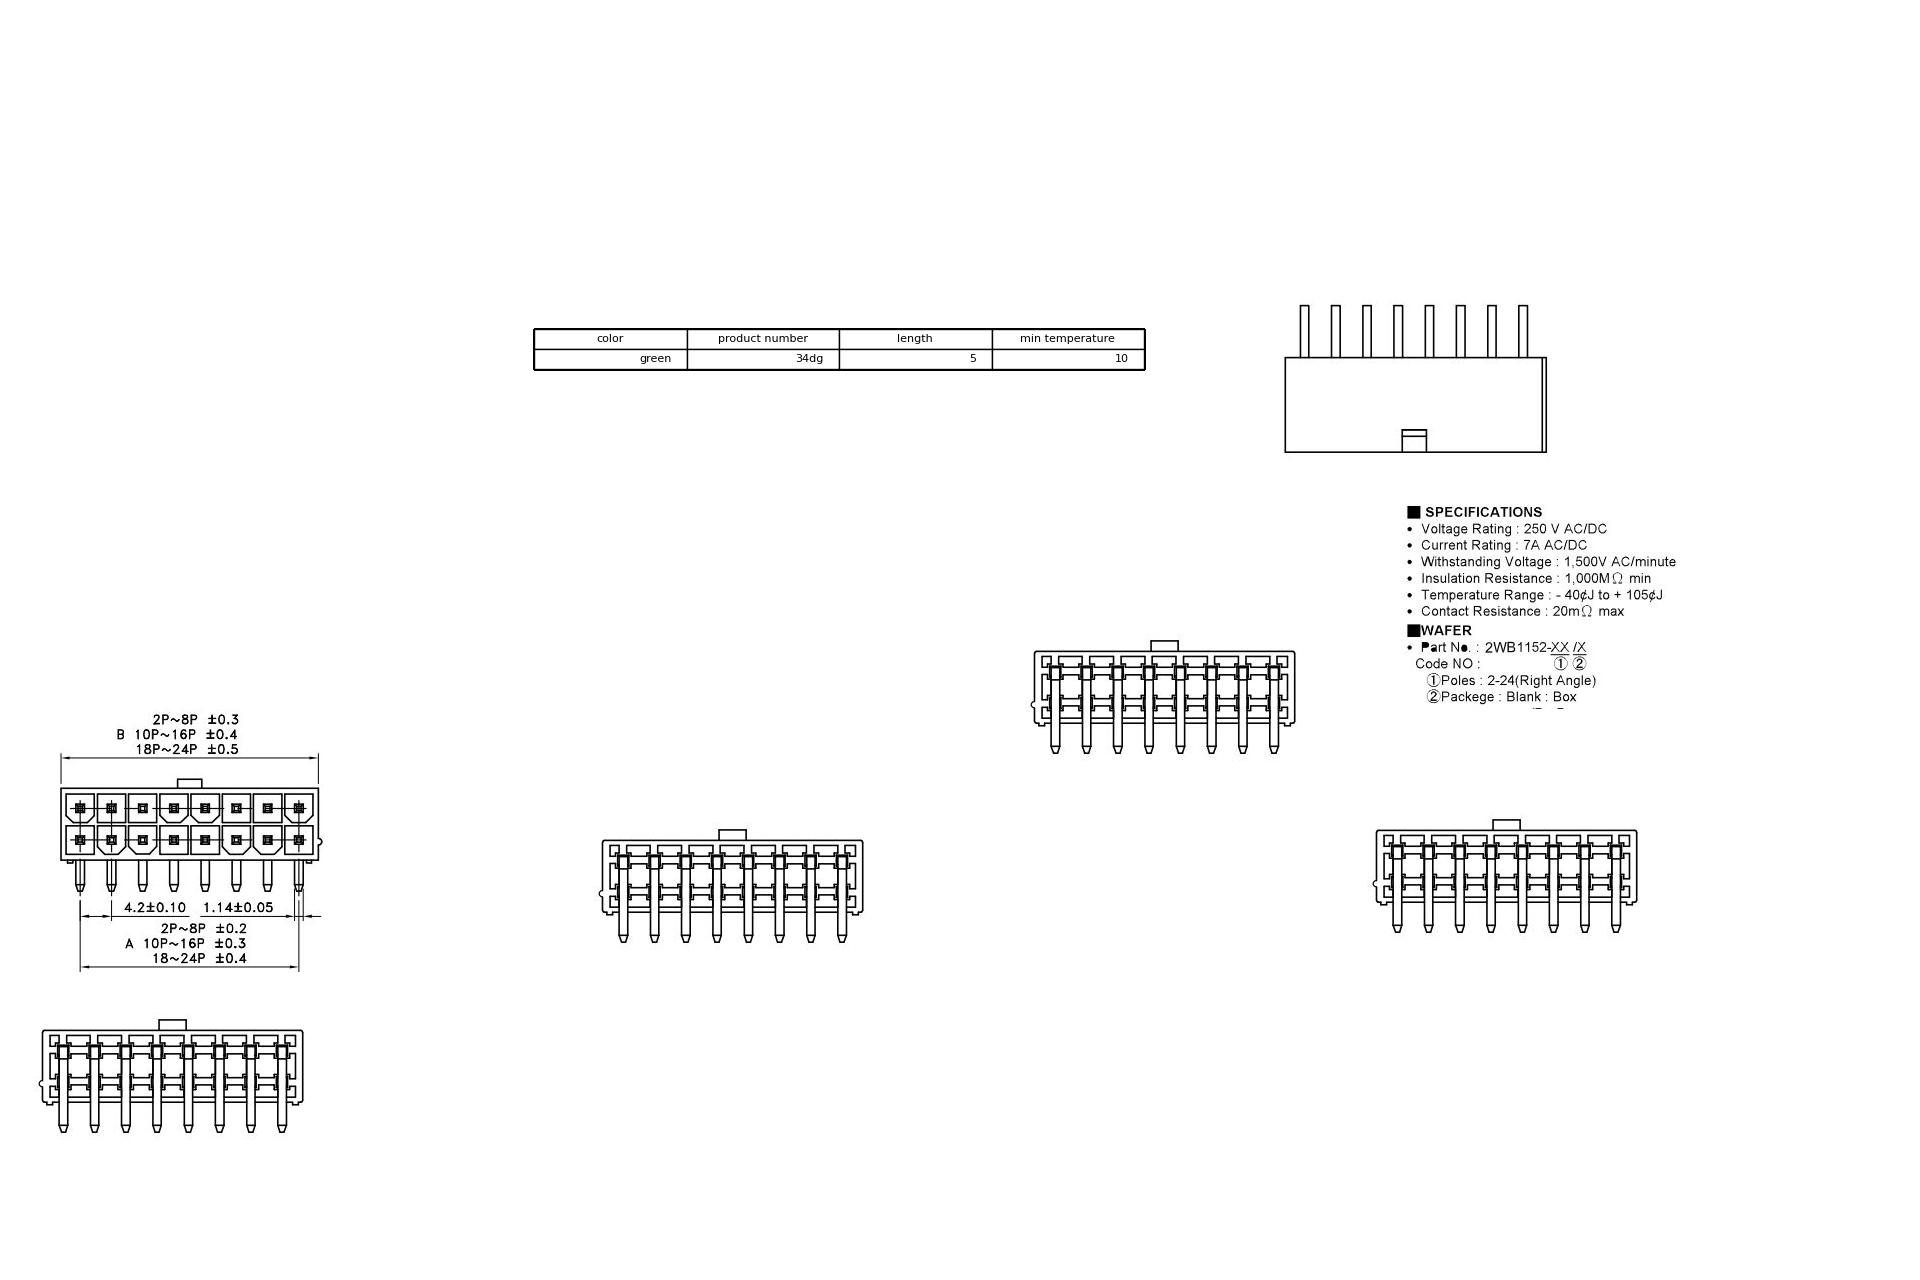 color product number length min temperature
green 34dg 5 10
■ SPECIFICATIONS
• Voltage Rating : 250 V AC/DC
• Current Rating : 7A AC/DC
• Withstanding Voltage : 1,500V AC/minute
• Insulation Resistance : 1,000MΩ min
• Temperature Range : - 40¢J to + 105¢J
• Contact Resistance : 20mΩ max
■WAFER
• Part No. : 2WB1152-XX /X
Code NO : ① ②
①Poles : 2-24(Right Angle)
②Packege : Blank : Box
2P~8P ±0.3
B 10P~16P ±0.4
18P~24P ±0.5
4.2±0.10 1.14±0.05
2P~8P ±0.2
A 10P~16P ±0.3
18~24P ±0.4